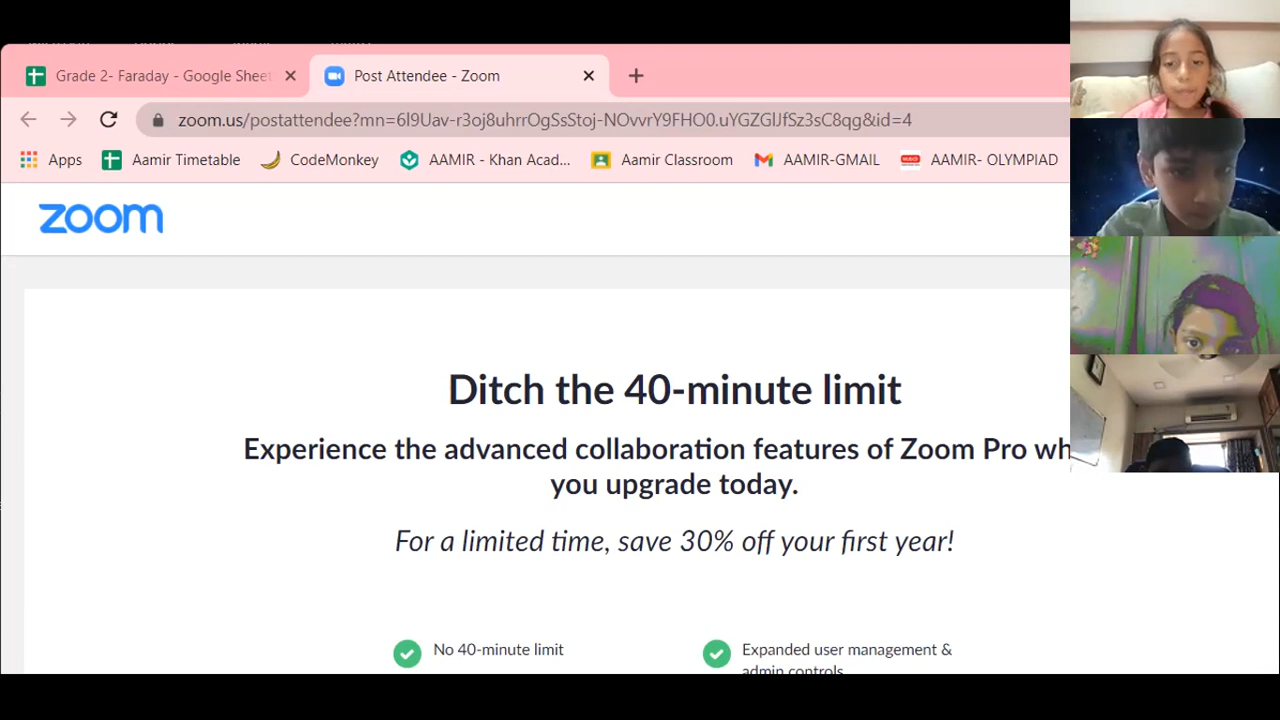 Grade 2- Faraday - Google Sheet
Post Attendee - Zoom
zoom.us/postattendee?mn=6l9Uav-r3oj8uhrrOgSsStoj-NOvvrY9FHO0.uYGZGlJfSz3sC8qg&id=4
Apps Aamir Timetable CodeMonkey AAMIR - Khan Acad... Aamir Classroom AAMIR-GMAIL AAMIR- OLYMPIAD
zoom
Ditch the 40-minute limit
Experience the advanced collaboration features of Zoom Pro wh
you upgrade today.
For a limited time, save 30% off your first year!
No 40-minute limit
Expanded user management &
admin controls